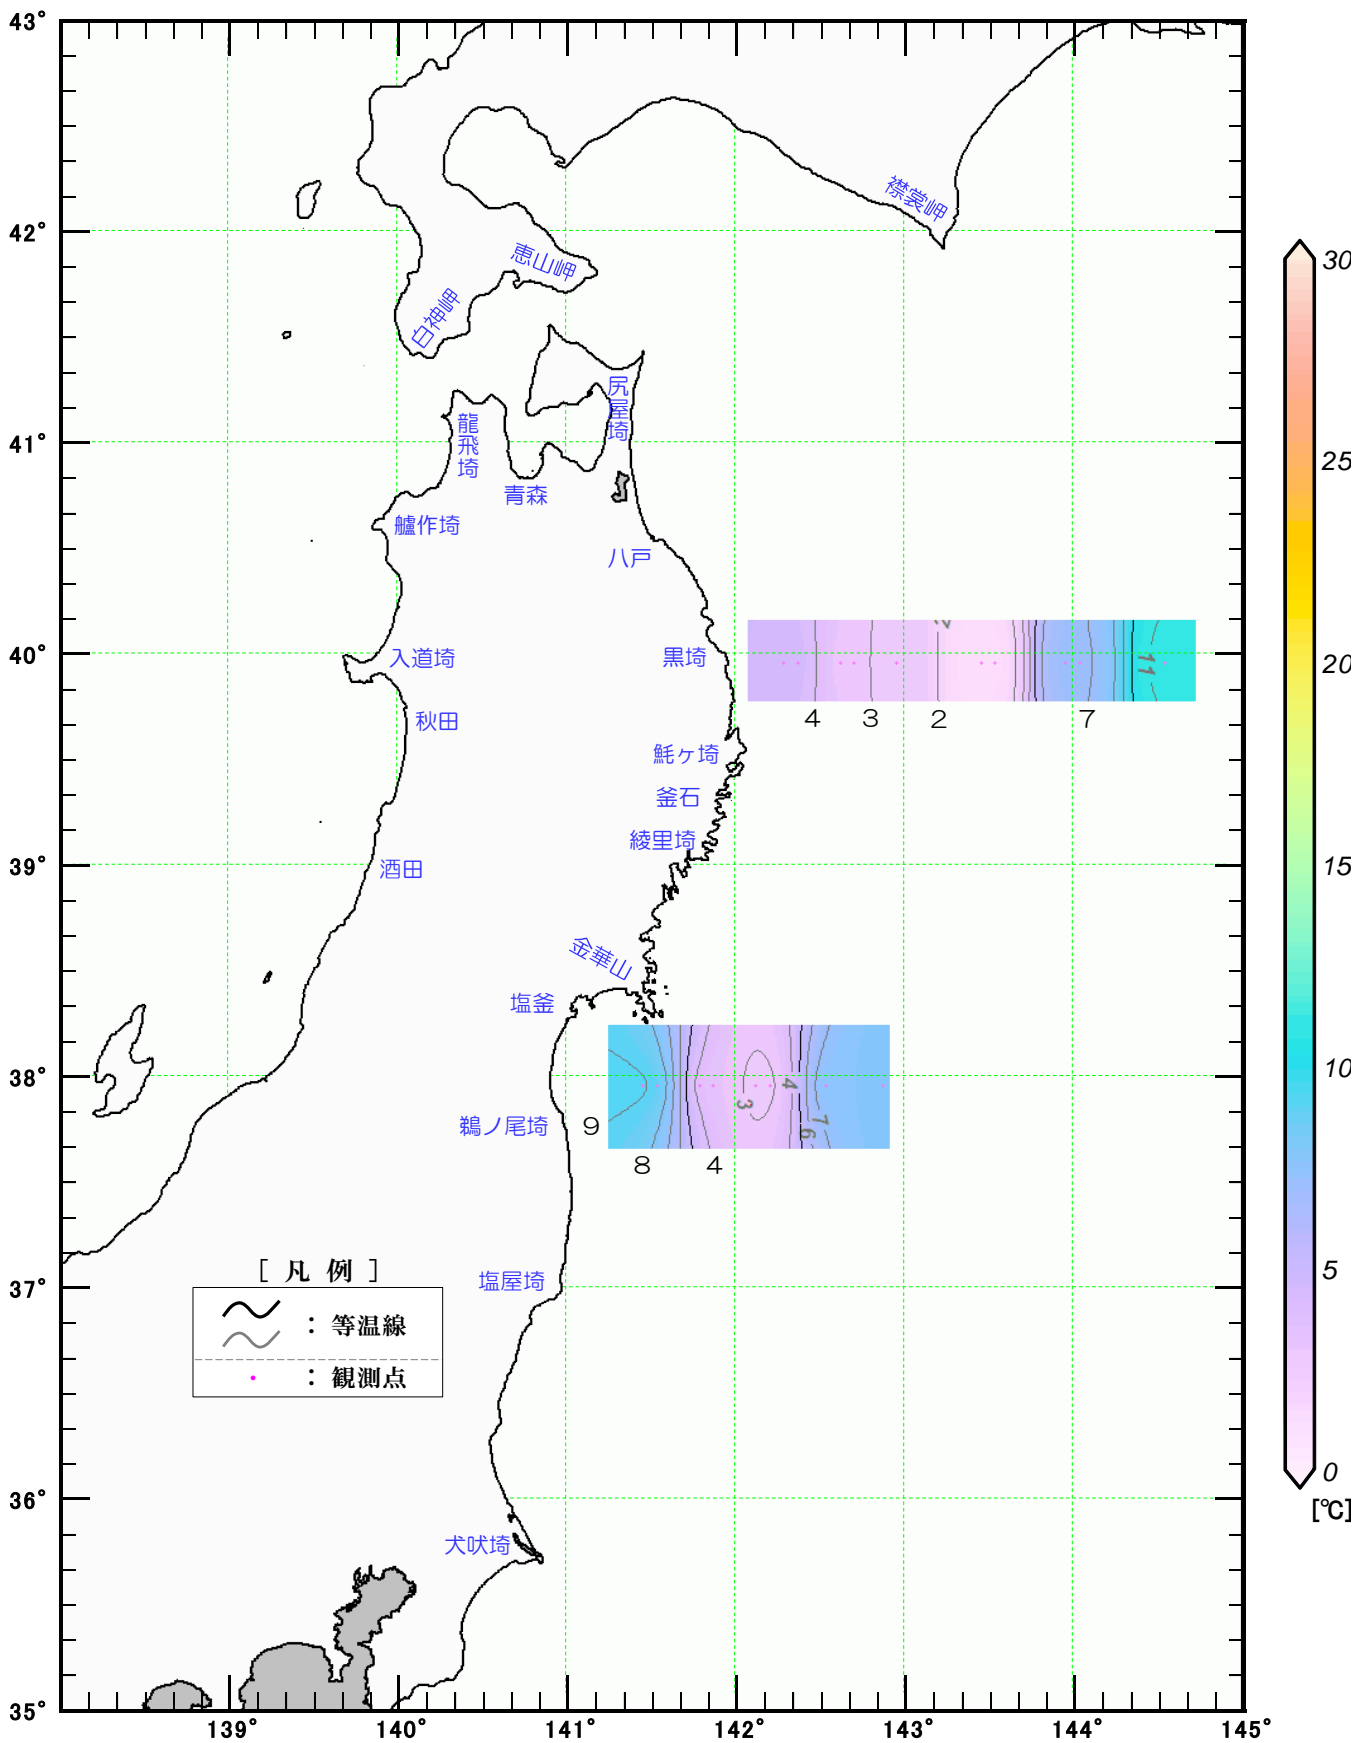 43°
襟裳岬
42°
恵山岬
30
白神岬
尻屋埼
龍飛埼
41°
25
青森
艫作埼
八戸
2
40°
入道埼
黒埼
11
20
秋田
4
3
2
7
魹ヶ埼
釜石
綾里埼
39°
酒田
15
金華山
塩釜
38°
10
4
3
鵜ノ尾埼
9
7
6
8
4
[ 凡 例 ]
37°
塩屋埼
5
：等温線
：観測点
36°
0
[℃]
犬吠埼
35°
139°
140°
141°
142°
143°
144°
145°